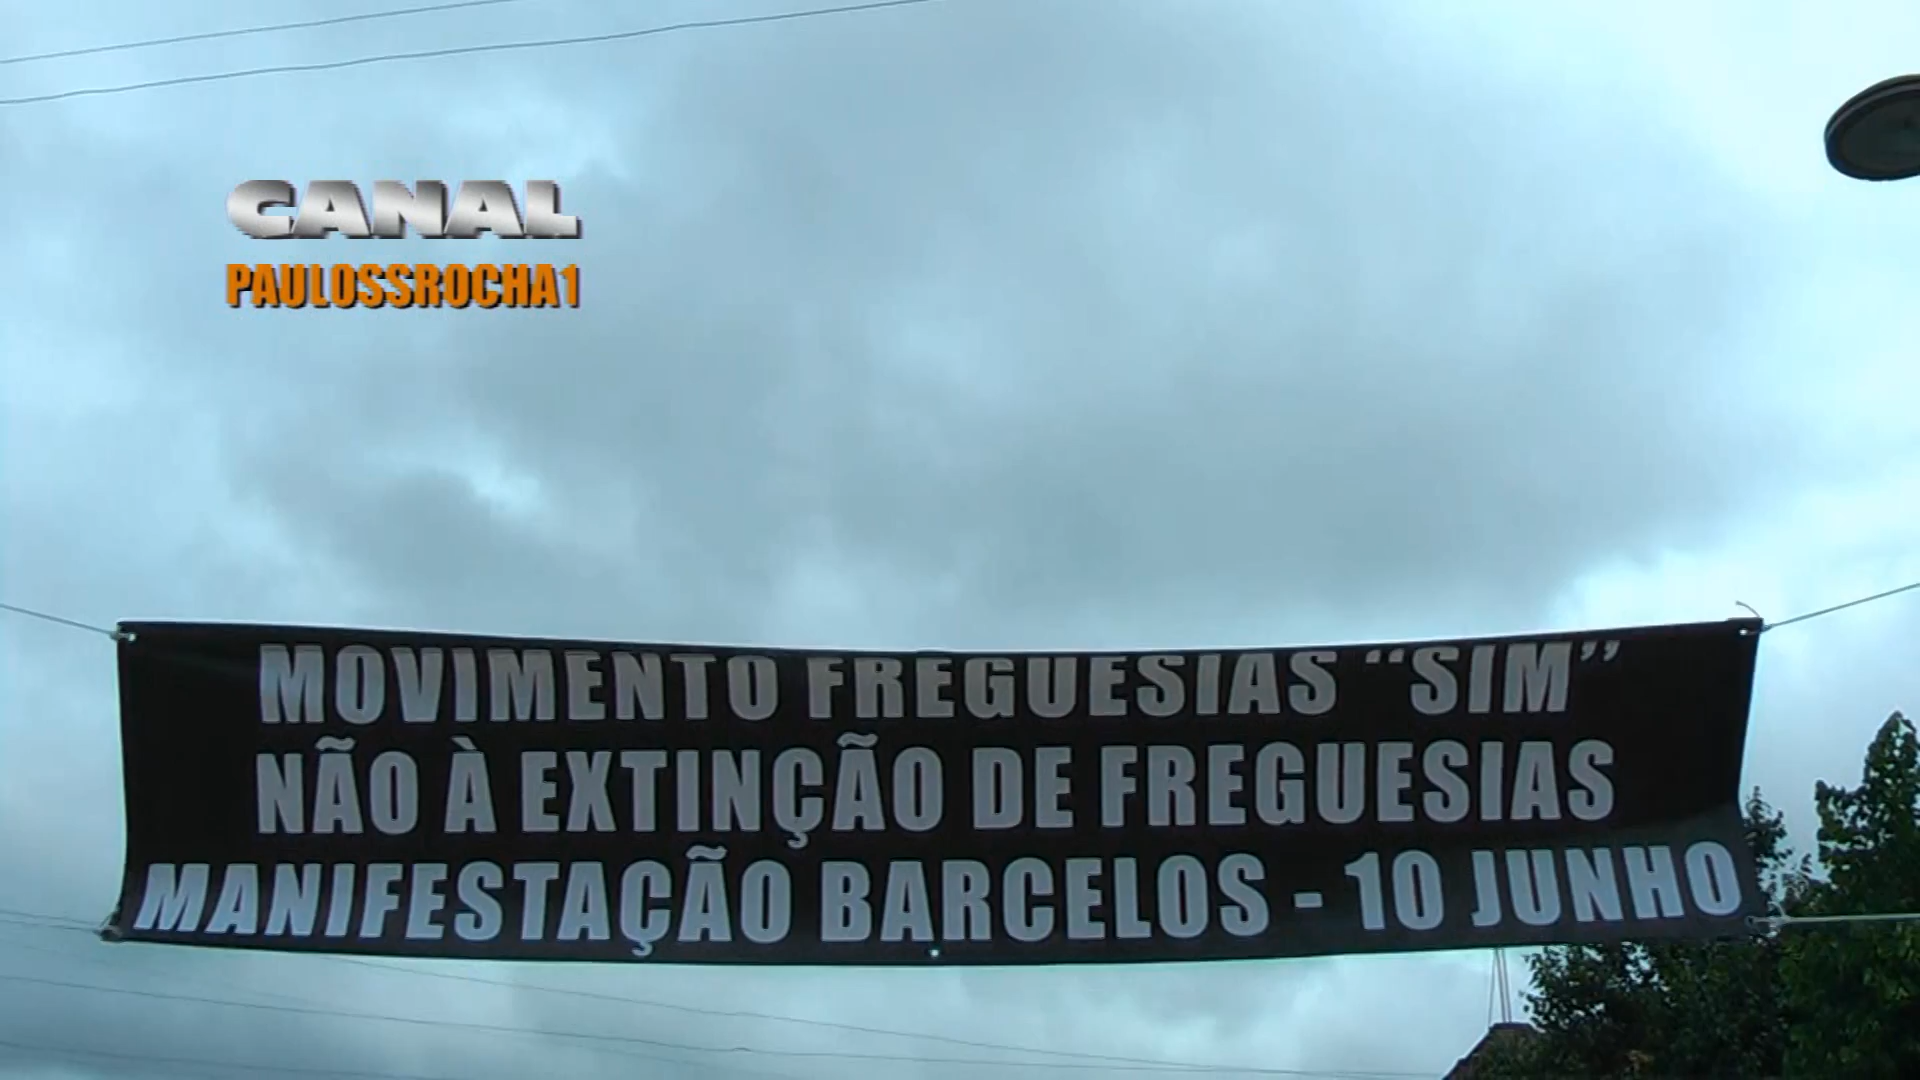 CANAL
PAULOSSROCHA1
MOVIMENTO FREGUESIAS “SIM”
NÃO À EXTINÇÃO DE FREGUESIAS
MANIFESTAÇÃO BARCELOS - 10 JUNHO